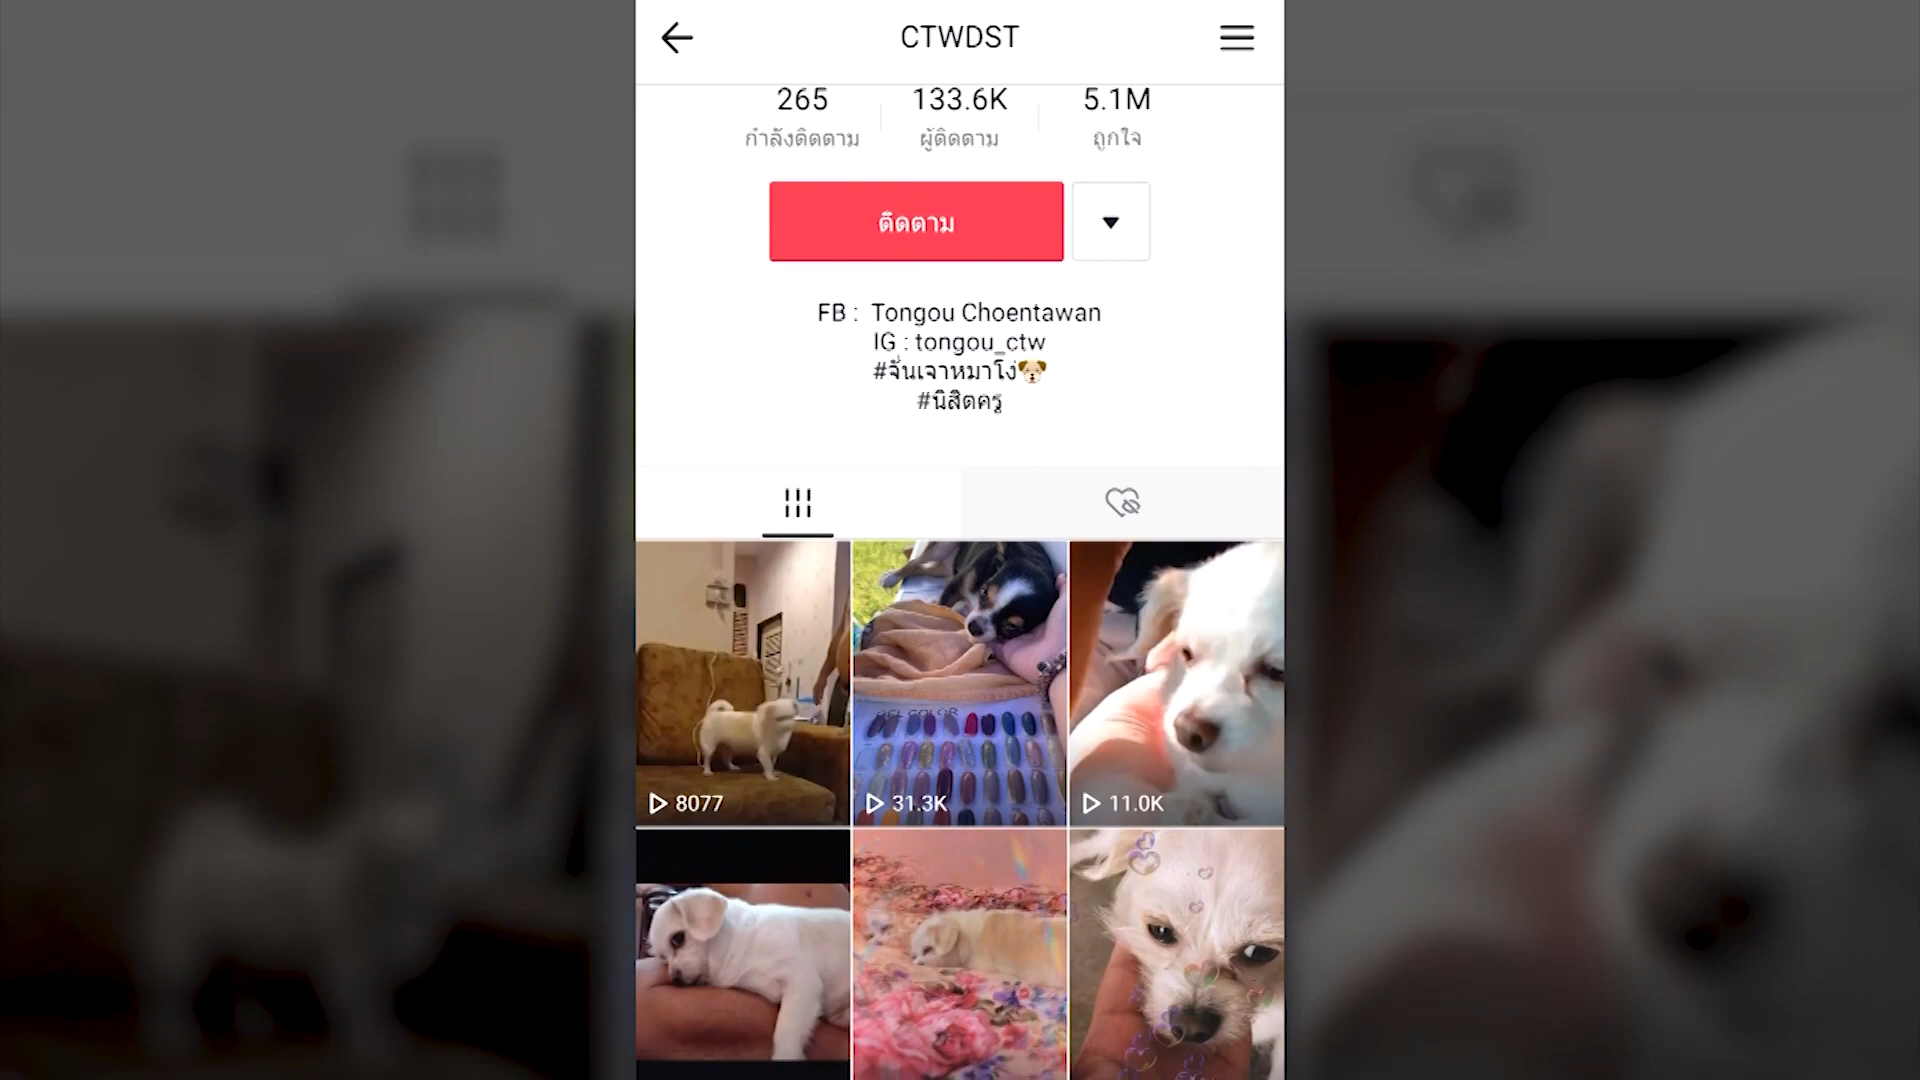 CTWDST
265
133.6K
5.1M
กำลังติดตาม
ผู้ติดตาม
ถูกใจ
ติดตาม
FB : Tongou Choentawan
IG : tongou_ctw
#จั่นเจาหมาโง่
#นิสิตครู
GEL COLOR
8077
31.3K
11.0K